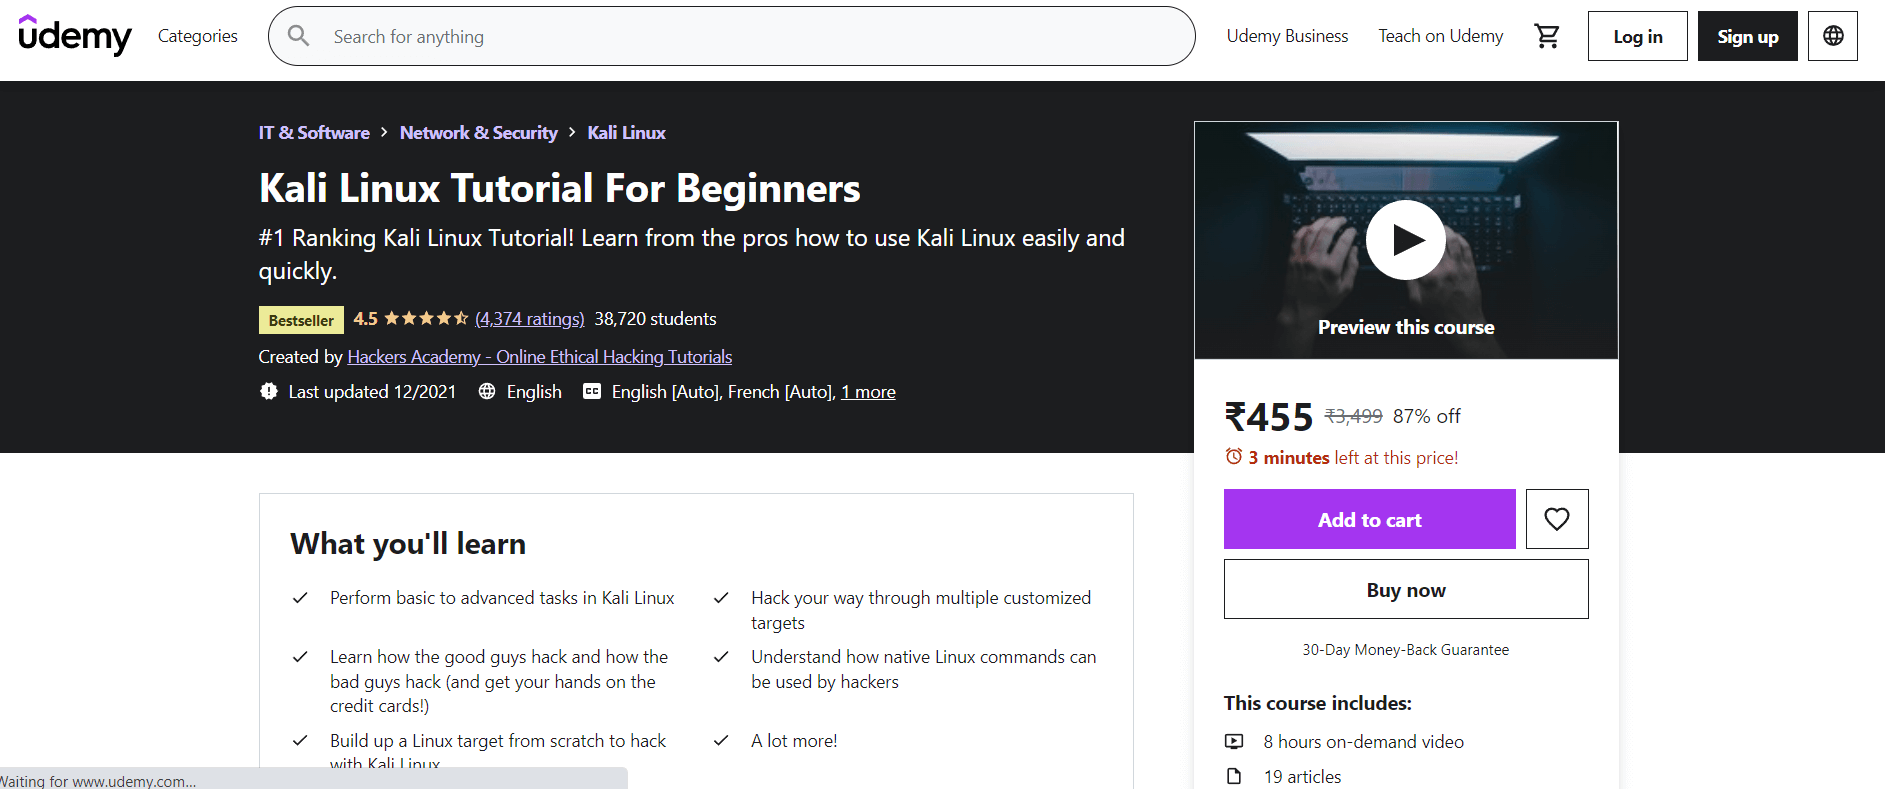 udemy
Categories
Search for anything
Udemy Business
Teach on Udemy
Log in
Sign up
IT & Software > Network & Security > Kali Linux
Kali Linux Tutorial For Beginners
#1 Ranking Kali Linux Tutorial! Learn from the pros how to use Kali Linux easily and
quickly.
Bestseller 4.5 (4,374 ratings) 38,720 students
Created by Hackers Academy - Online Ethical Hacking Tutorials
Last updated 12/2021 English English [Auto], French [Auto], 1 more
Preview this course
₹455 ₹3,499 87% off
3 minutes left at this price!
Add to cart
Buy now
30-Day Money-Back Guarantee
This course includes:
8 hours on-demand video
19 articles
What you'll learn
Perform basic to advanced tasks in Kali Linux
Hack your way through multiple customized
targets
Learn how the good guys hack and how the
bad guys hack (and get your hands on the
credit cards!)
Understand how native Linux commands can
be used by hackers
Build up a Linux target from scratch to hack
with Kali Linux
A lot more!
Waiting for www.udemy.com...